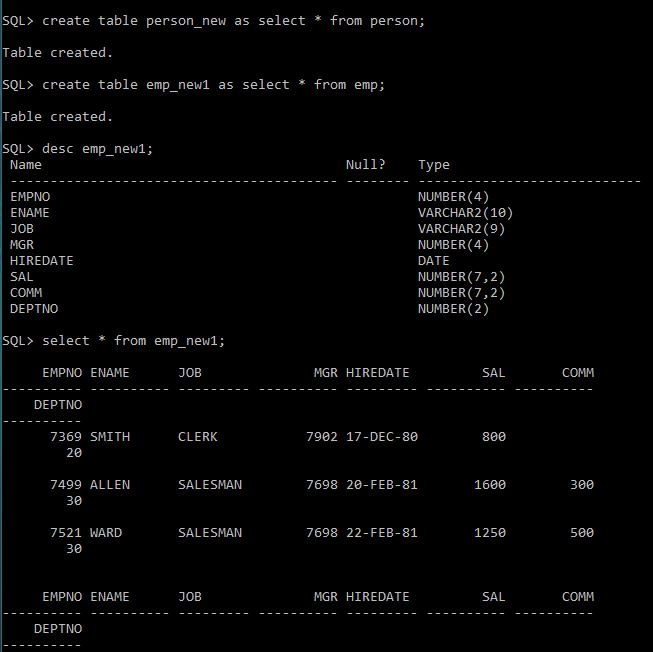 SQL> create table person_new as select * from person;
Table created.
SQL> create table emp_new1 as select * from emp;
Table created.
SQL> desc emp_new1;
 Name                                      Null?    Type
 ----------------------------------------- -------- ----------------------------
 EMPNO                                              NUMBER(4)
 ENAME                                              VARCHAR2(10)
 JOB                                                VARCHAR2(9)
 MGR                                                NUMBER(4)
 HIREDATE                                           DATE
 SAL                                                NUMBER(7,2)
 COMM                                               NUMBER(7,2)
 DEPTNO                                             NUMBER(2)
SQL> select * from emp_new1;
     EMPNO ENAME      JOB              MGR HIREDATE         SAL       COMM
---------- ---------- --------- ---------- --------- ---------- ----------
    DEPTNO
----------
      7369 SMITH      CLERK           7902 17-DEC-80        800
        20
      7499 ALLEN      SALESMAN        7698 20-FEB-81       1600        300
        30
      7521 WARD       SALESMAN        7698 22-FEB-81       1250        500
        30
     EMPNO ENAME      JOB              MGR HIREDATE         SAL       COMM
---------- ---------- --------- ---------- --------- ---------- ----------
    DEPTNO
----------